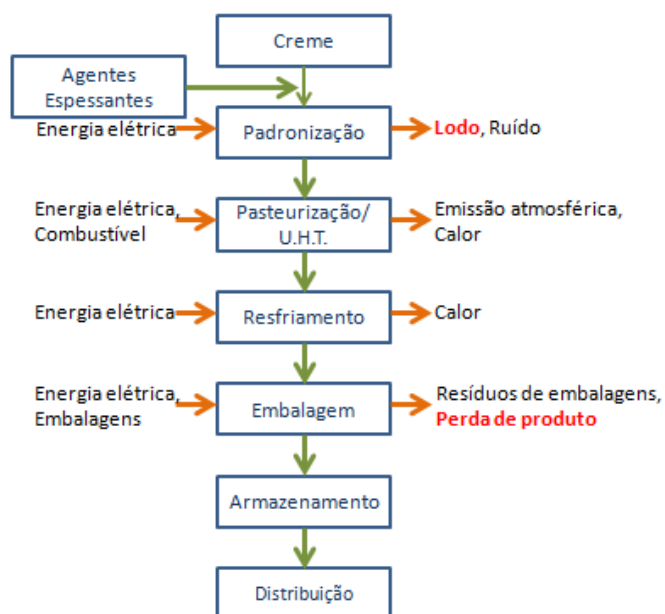 Creme
Agentes
Espessantes
Energia elétrica
Padronização
Lodo, Ruído
Energia elétrica,
Combustível
Pasteurização/
U.H.T.
Emissão atmosférica,
Calor
Energia elétrica
Resfriamento
Calor
Energia elétrica,
Embalagens
Embalagem
Resíduos de embalagens,
Perda de produto
Armazenamento
Distribuição